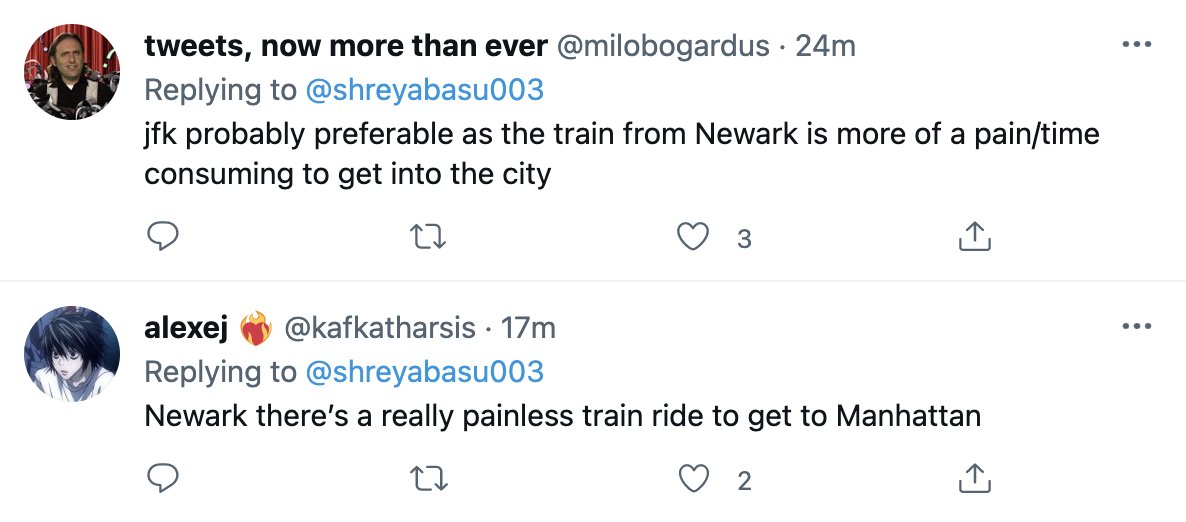 tweets, now more than ever @milobogardus · 24m
Replying to @shreyabasu003
jfk probably preferable as the train from Newark is more of a pain/time
consuming to get into the city
3
alexej ❤️‍🔥 @kafkatharsis · 17m
Replying to @shreyabasu003
Newark there’s a really painless train ride to get to Manhattan
2